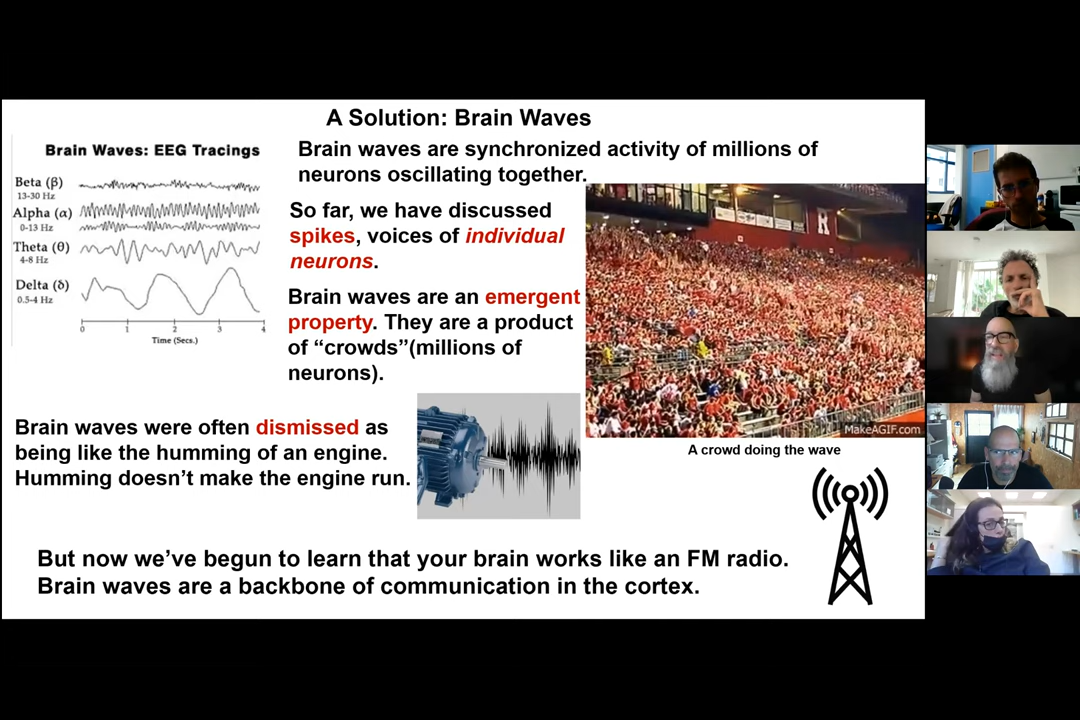 A Solution: Brain Waves
Brain Waves: EEG Tracings
Beta (β)
13-30 Hz
Alpha (α)
0-13 Hz
Theta (θ)
4-8 Hz
Delta (δ)
0.5-4 Hz
0 1 2 3 4
Time (Secs.)
Brain waves are synchronized activity of millions of
neurons oscillating together.
So far, we have discussed
spikes, voices of individual
neurons.
Brain waves are an emergent
property. They are a product
of “crowds”(millions of
neurons).
R
MakeAGIF.com
A crowd doing the wave
Brain waves were often dismissed as
being like the humming of an engine.
Humming doesn’t make the engine run.
But now we’ve begun to learn that your brain works like an FM radio.
Brain waves are a backbone of communication in the cortex.